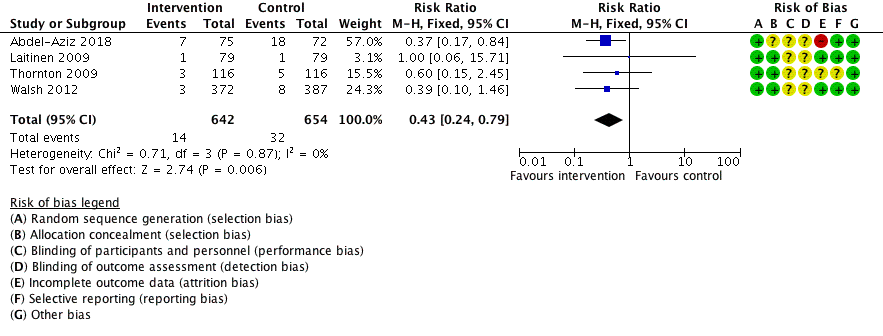 Intervention Control Risk Ratio Risk Ratio Risk of Bias
Study or Subgroup Events Total Events Total Weight M-H, Fixed, 95% CI M-H, Fixed, 95% CI A B C D E F G
Abdel-Aziz 2018 7 75 18 72 57.0% 0.37 [0.17, 0.84] + ? ? ? - ? +
Laitinen 2009 1 79 1 79 3.1% 1.00 [0.06, 15.71] + + ? ? + + +
Thornton 2009 3 116 5 116 15.5% 0.60 [0.15, 2.45] + + ? ? ? ? +
Walsh 2012 3 372 8 387 24.3% 0.39 [0.10, 1.46] + + ? ? + + +
Total (95% CI) 642 654 100.0% 0.43 [0.24, 0.79]
Total events 14 32
Heterogeneity: Chi² = 0.71, df = 3 (P = 0.87); I² = 0%
Test for overall effect: Z = 2.74 (P = 0.006)
0.01 0.1 1 10 100
Favours intervention Favours control
Risk of bias legend
(A) Random sequence generation (selection bias)
(B) Allocation concealment (selection bias)
(C) Blinding of participants and personnel (performance bias)
(D) Blinding of outcome assessment (detection bias)
(E) Incomplete outcome data (attrition bias)
(F) Selective reporting (reporting bias)
(G) Other bias